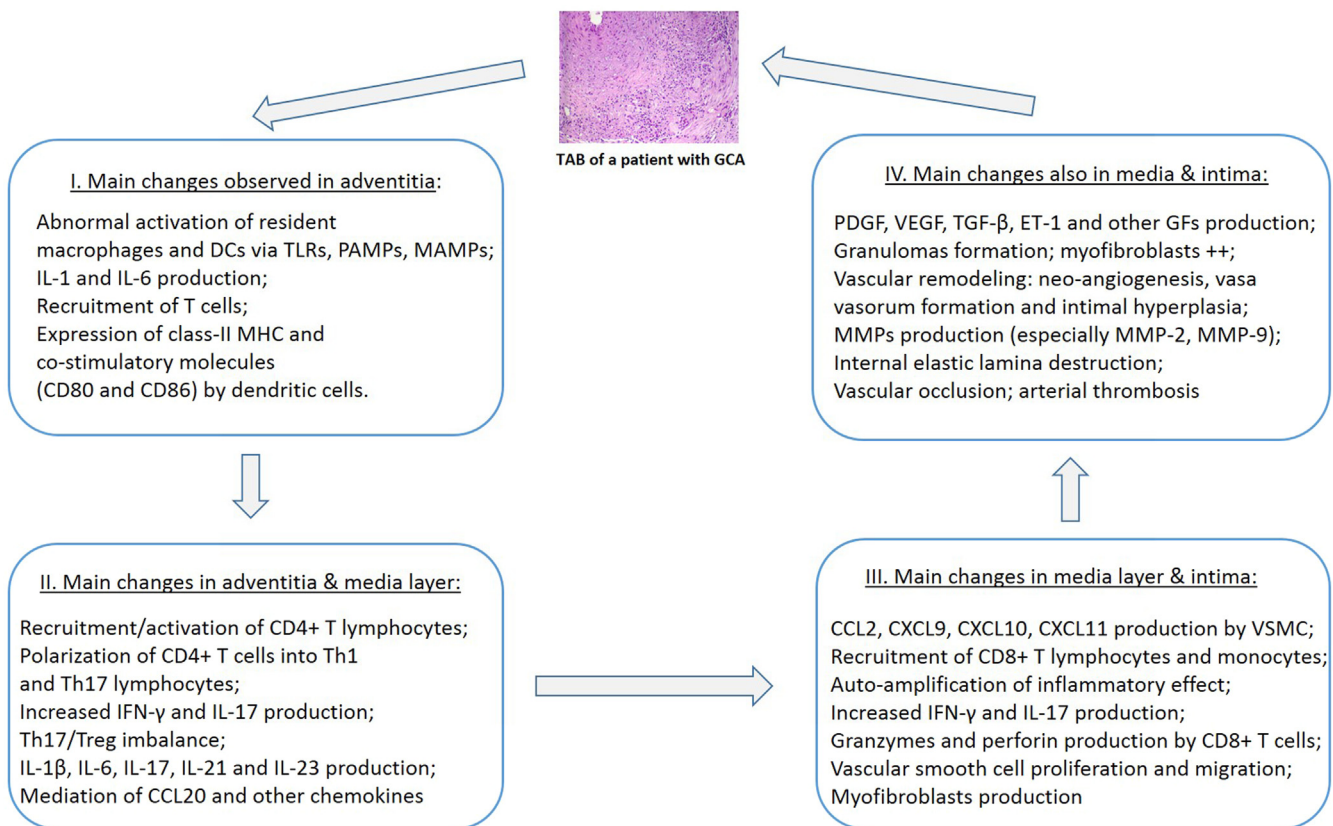 TAB of a patient with GCA
I. Main changes observed in adventitia:
Abnormal activation of resident
macrophages and DCs via TLRs, PAMPs, MAMPs;
IL-1 and IL-6 production;
Recruitment of T cells;
Expression of class-II MHC and
co-stimulatory molecules
(CD80 and CD86) by dendritic cells.
II. Main changes in adventitia & media layer:
Recruitment/activation of CD4+ T lymphocytes;
Polarization of CD4+ T cells into Th1
and Th17 lymphocytes;
Increased IFN-γ and IL-17 production;
Th17/Treg imbalance;
IL-1β, IL-6, IL-17, IL-21 and IL-23 production;
Mediation of CCL20 and other chemokines
III. Main changes in media layer & intima:
CCL2, CXCL9, CXCL10, CXCL11 production by VSMC;
Recruitment of CD8+ T lymphocytes and monocytes;
Auto-amplification of inflammatory effect;
Increased IFN-γ and IL-17 production;
Granzymes and perforin production by CD8+ T cells;
Vascular smooth cell proliferation and migration;
Myofibroblasts production
IV. Main changes also in media & intima:
PDGF, VEGF, TGF-β, ET-1 and other GFs production;
Granulomas formation; myofibroblasts ++;
Vascular remodeling: neo-angiogenesis, vasa
vasorum formation and intimal hyperplasia;
MMPs production (especially MMP-2, MMP-9);
Internal elastic lamina destruction;
Vascular occlusion; arterial thrombosis